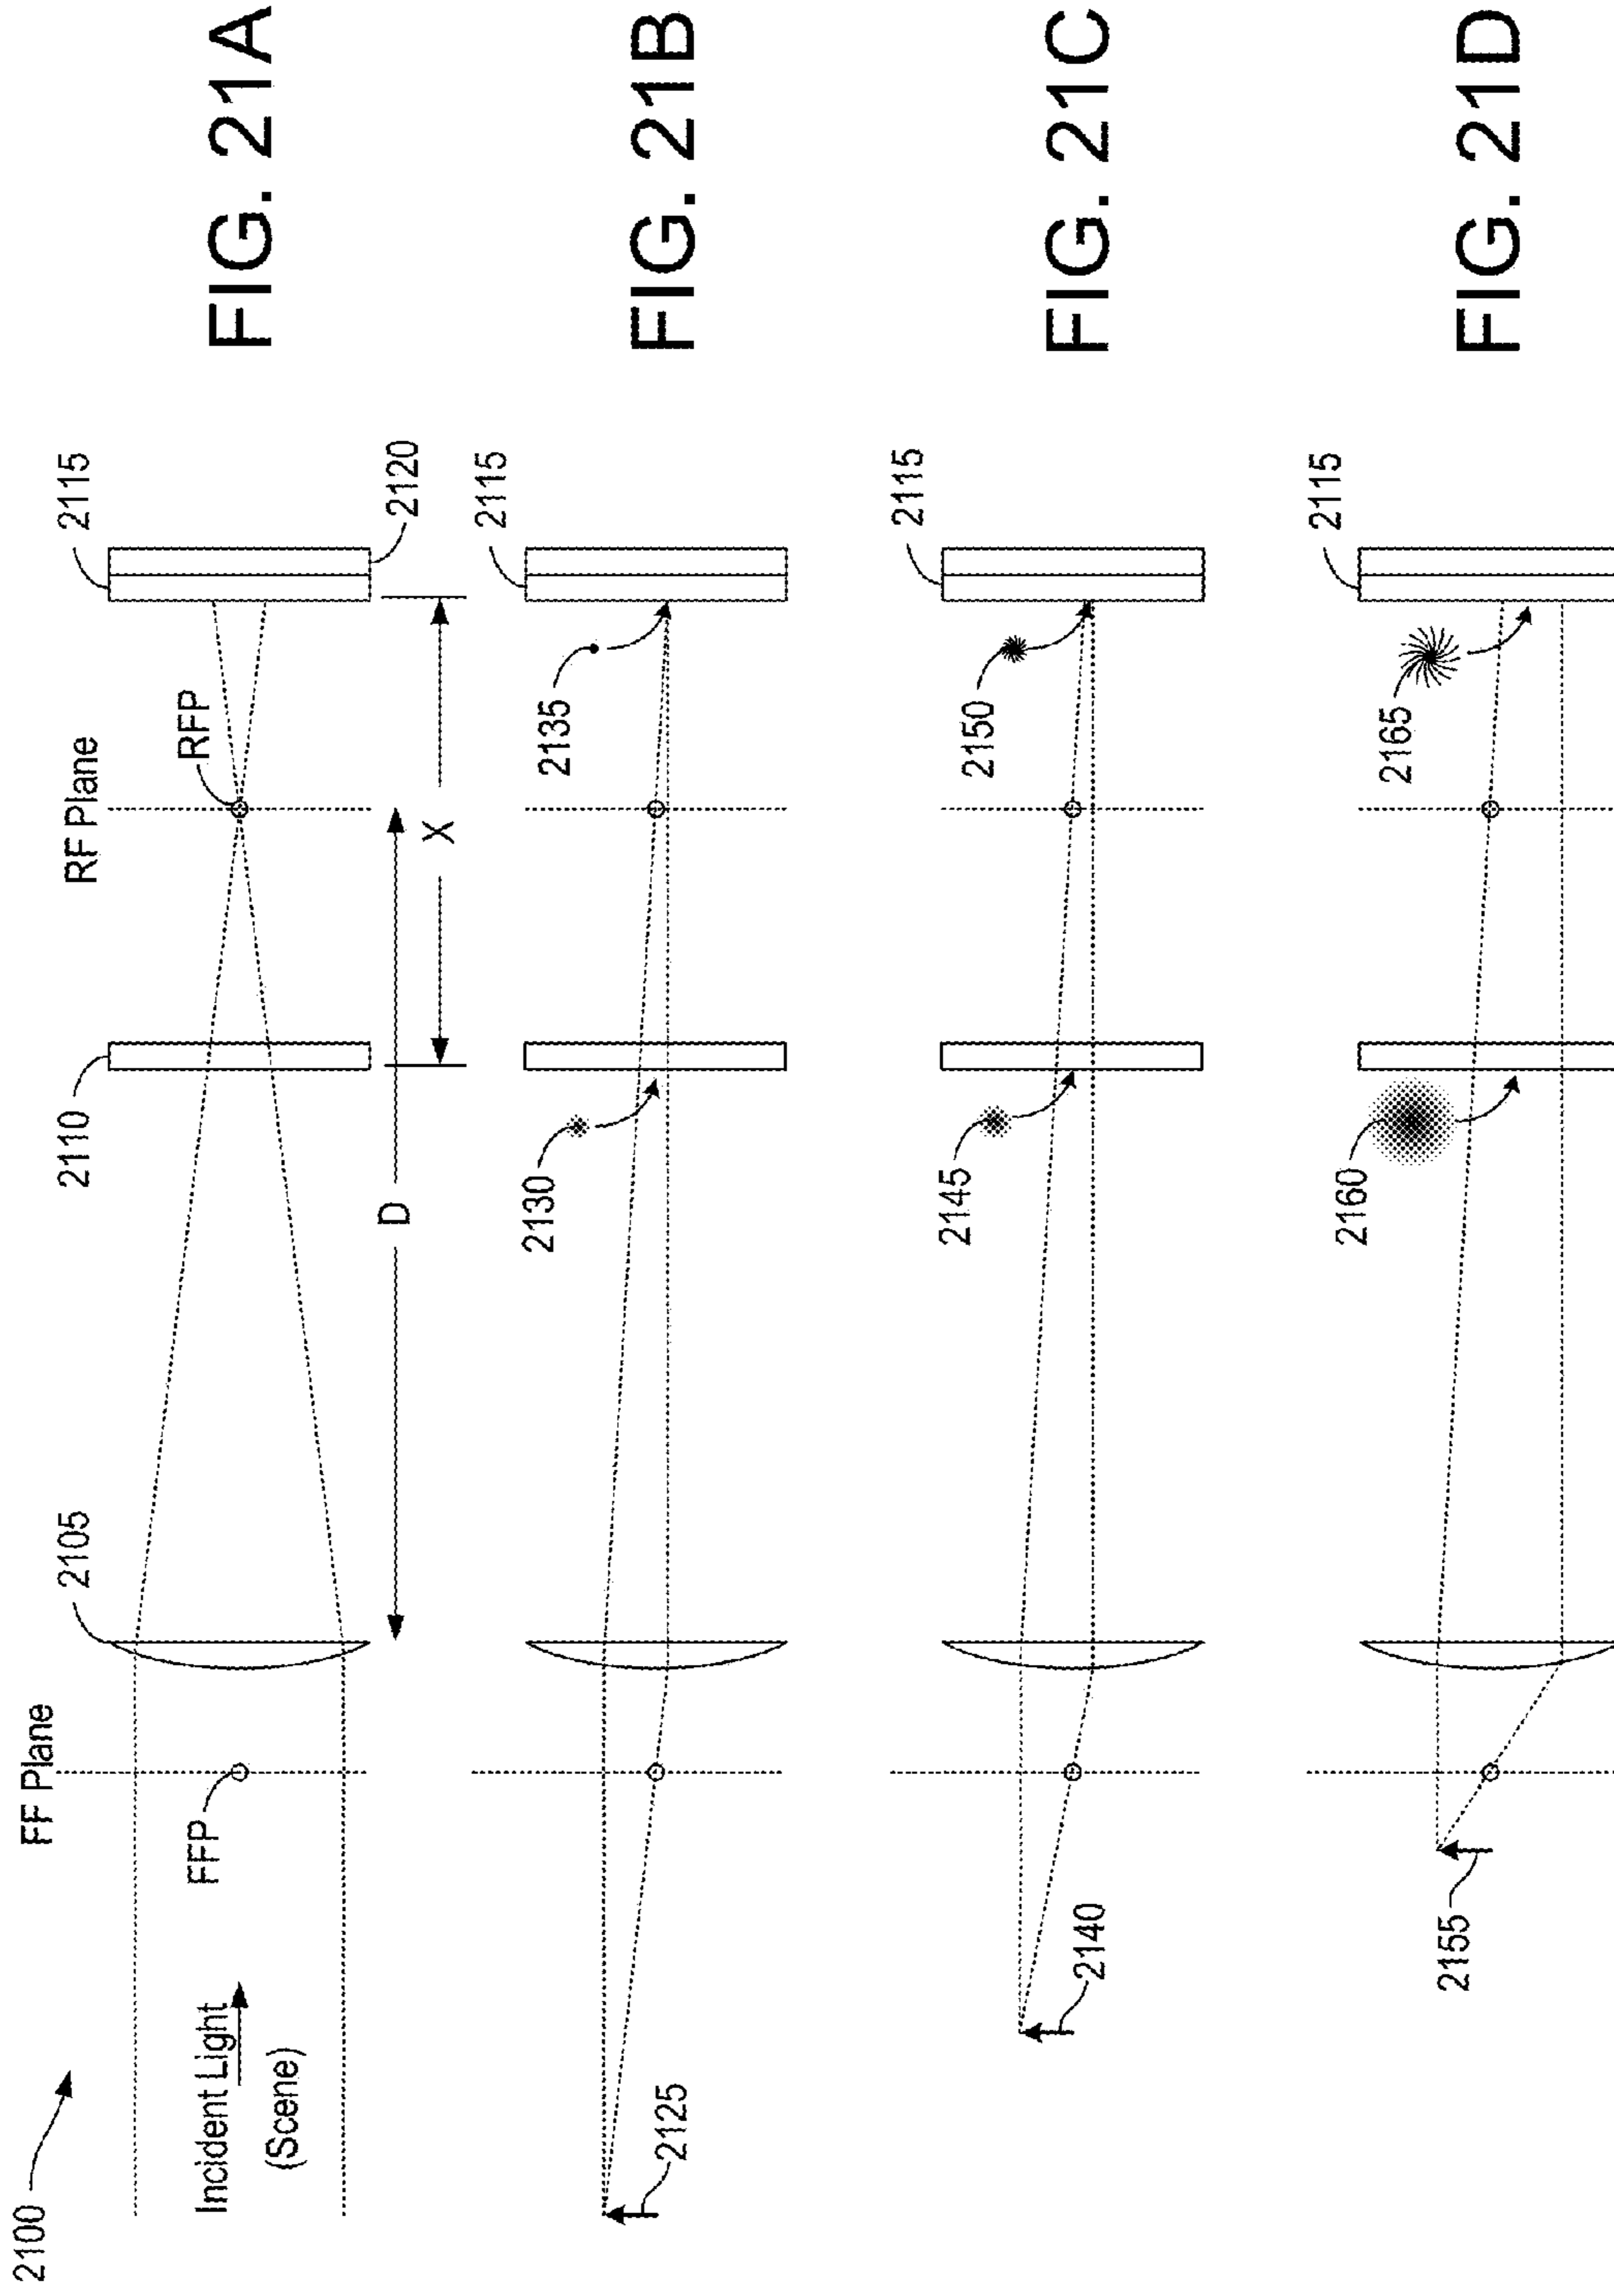 2100
Incident Light
(Scene)
FF Plane
FFP
2105
2110
RF Plane
RFP
2115
2120
D
X
FIG. 21A
2125
2130
2135
2115
FIG. 21B
2140
2145
2150
2115
FIG. 21C
2155
2160
2165
2115
FIG. 21D